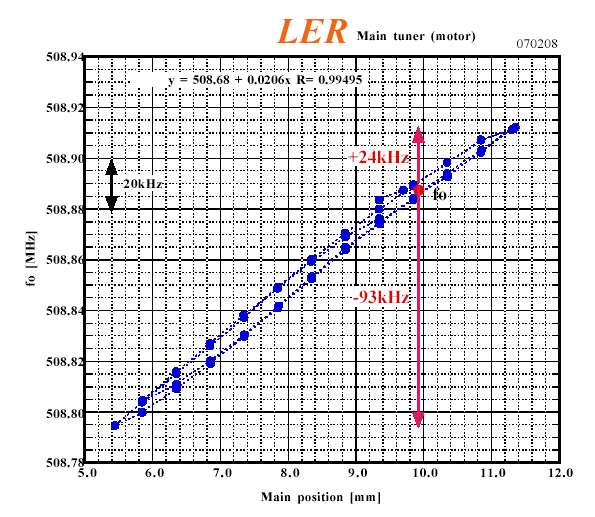 LER Main tuner (motor)
070208
508.94
y = 508.68 + 0.0206x R= 0.99495
508.92
+24kHz
508.90
20kHz
fo
508.88
fo [MHz]
508.86
-93kHz
508.84
508.82
508.80
508.78
5.0 6.0 7.0 8.0 9.0 10.0 11.0 12.0
Main position [mm]